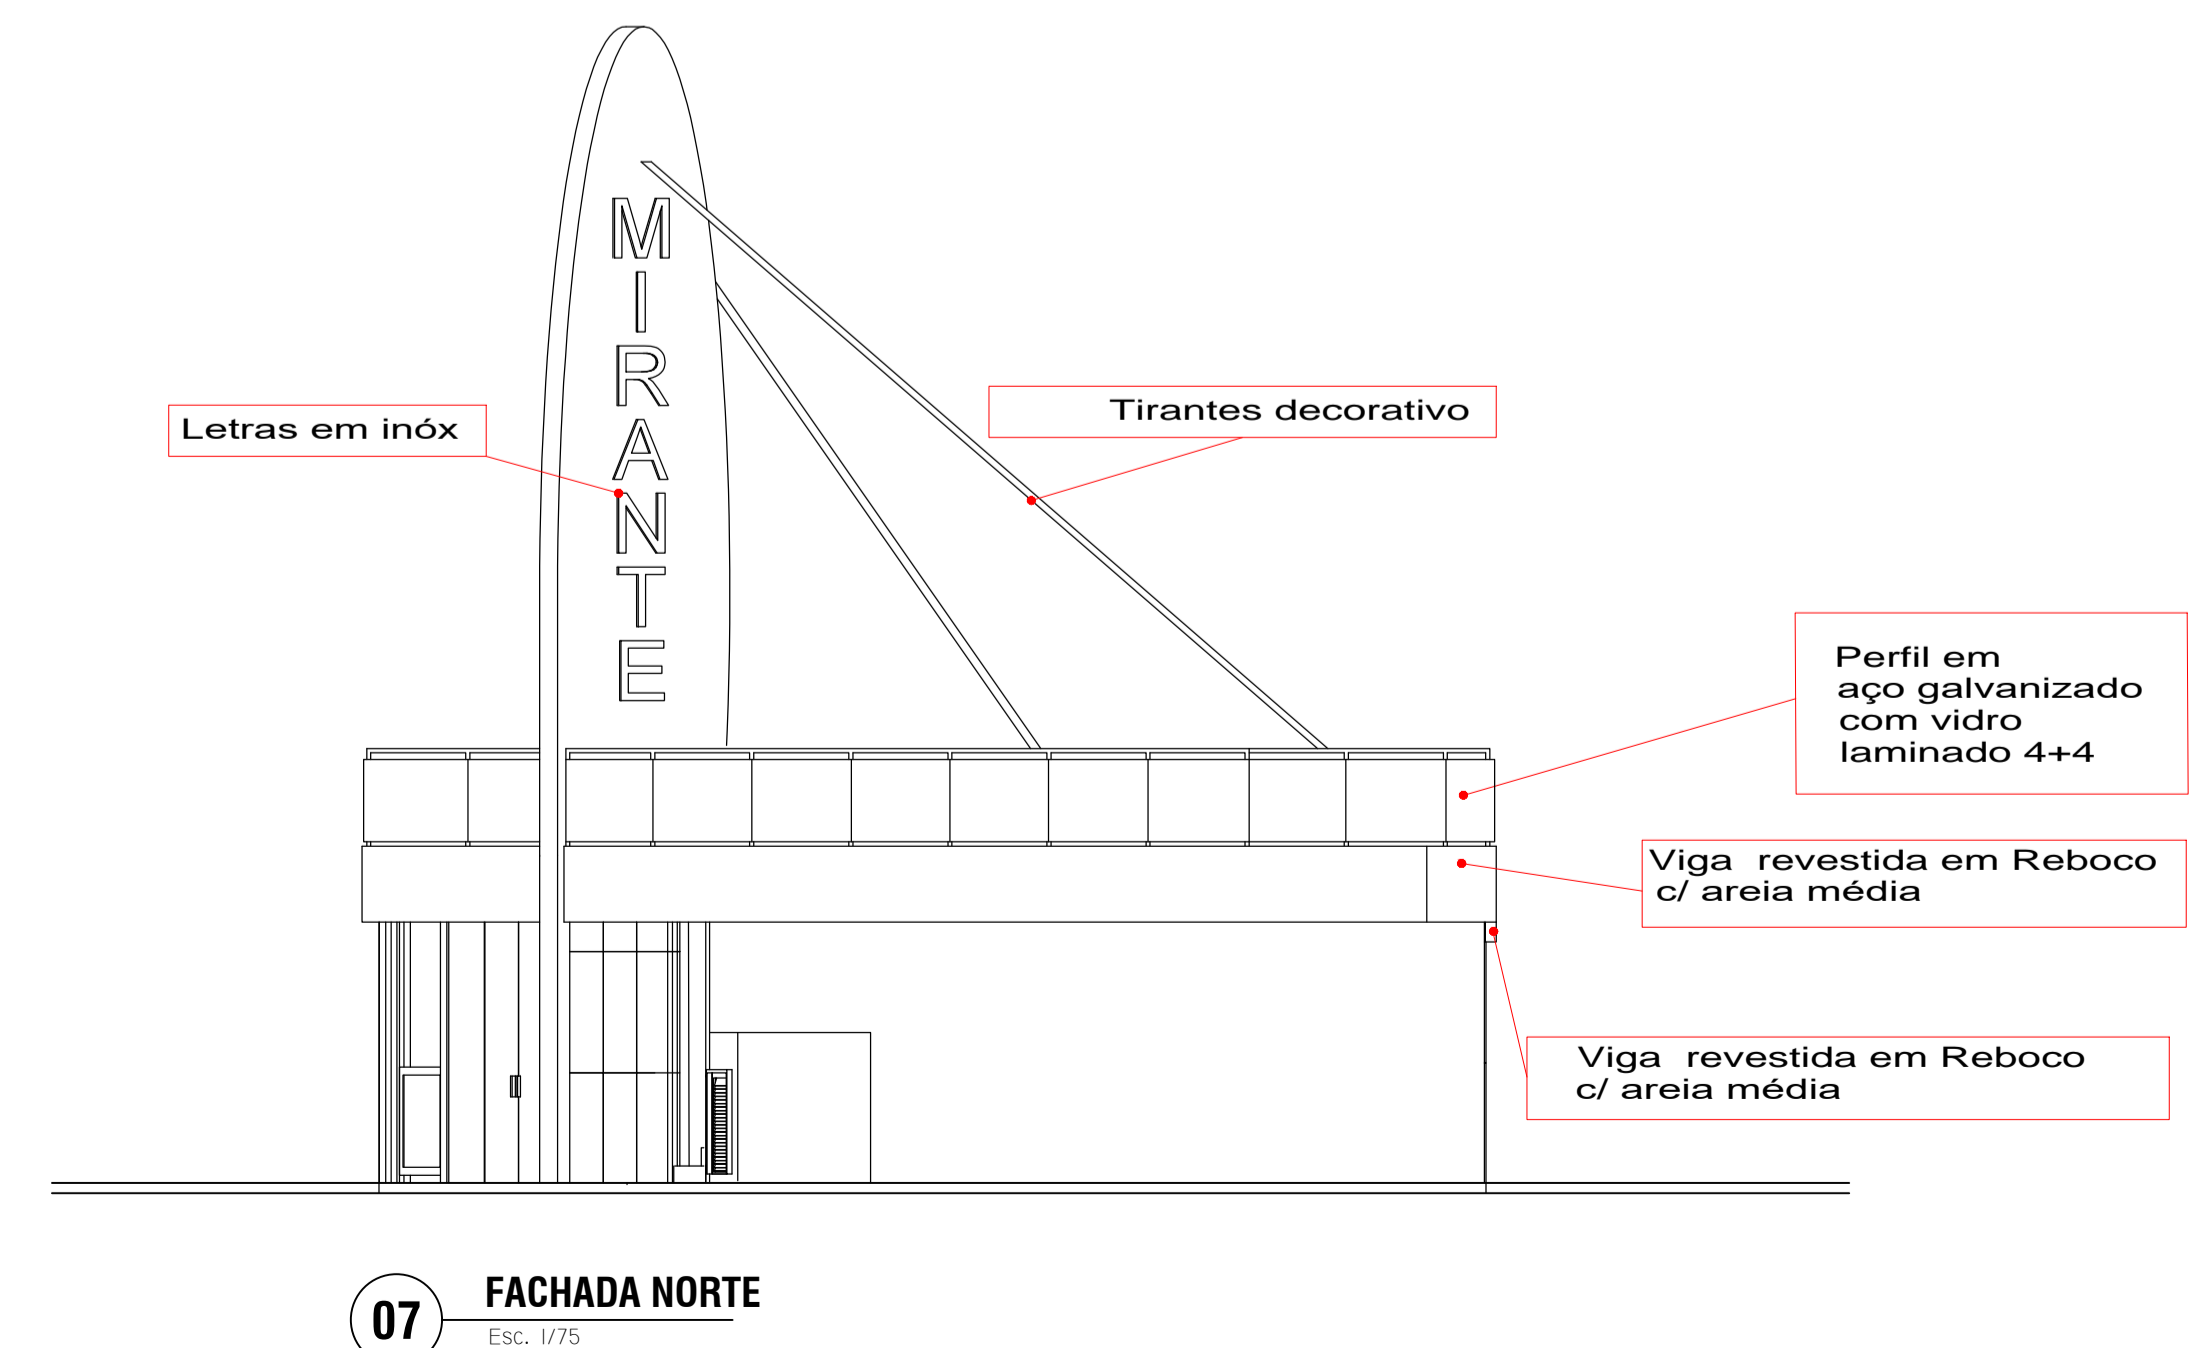 MIRANTE
Letras em inóx
Tirantes decorativo
Perfil em
aço galvanizado
com vidro
laminado 4+4
Viga revestida em Reboco
c/ areia média
Viga revestida em Reboco
c/ areia média
07
FACHADA NORTE
Esc. 1/75